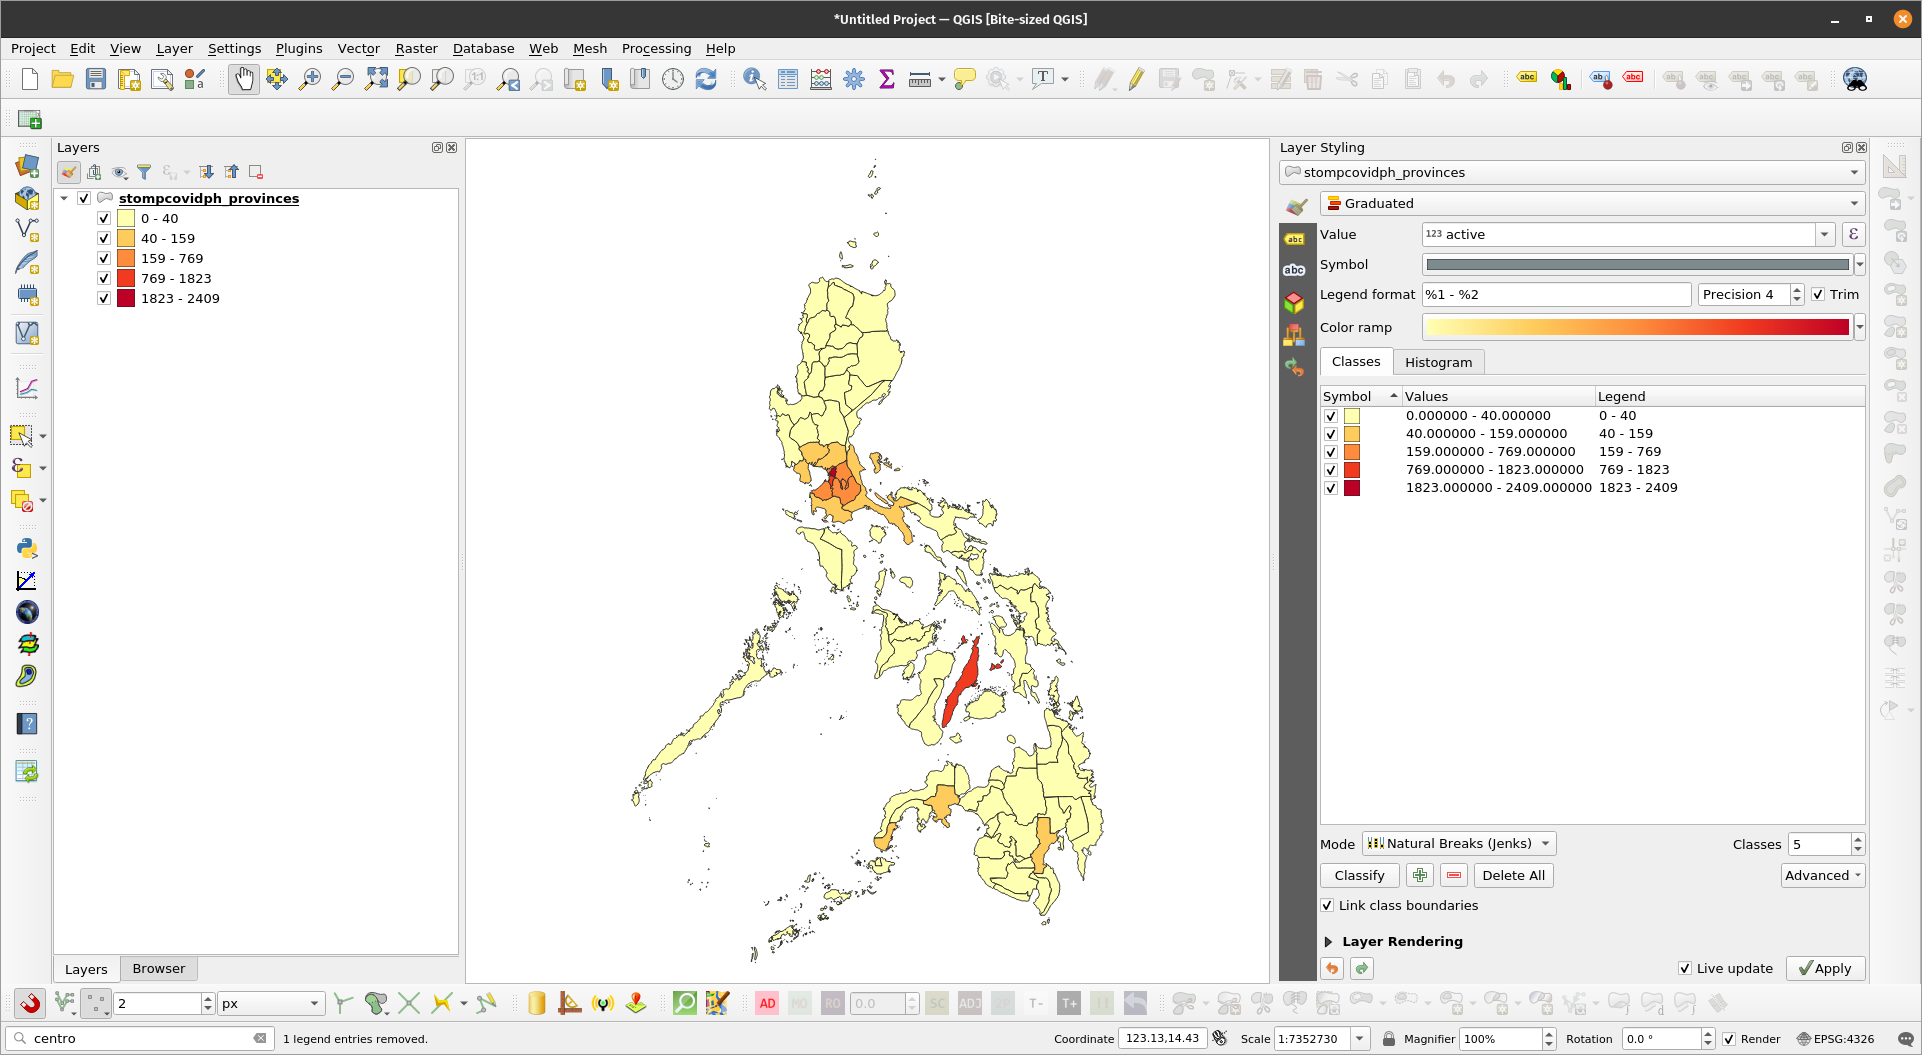 *Untitled Project — QGIS [Bite-sized QGIS]
Project Edit View Layer Settings Plugins Vector Raster Database Web Mesh Processing Help
Layers
stompcovidph_provinces
0 - 40
40 - 159
159 - 769
769 - 1823
1823 - 2409
Layers Browser
Layer Styling
stompcovidph_provinces
Graduated
Value 123 active ε
Symbol
Legend format %1 - %2 Precision 4 Trim
Color ramp
Classes Histogram
Symbol Values Legend
0.000000 - 40.000000 0 - 40
40.000000 - 159.000000 40 - 159
159.000000 - 769.000000 159 - 769
769.000000 - 1823.000000 769 - 1823
1823.000000 - 2409.000000 1823 - 2409
Mode Natural Breaks (Jenks) Classes 5
Classify Delete All Advanced
Link class boundaries
Layer Rendering
Live update Apply
2 px AD MO RO 0.0 SC ADJ T- T+
centro 1 legend entries removed. Coordinate 123.13,14.43 Scale 1:7352730 Magnifier 100% Rotation 0.0 ° Render EPSG:4326